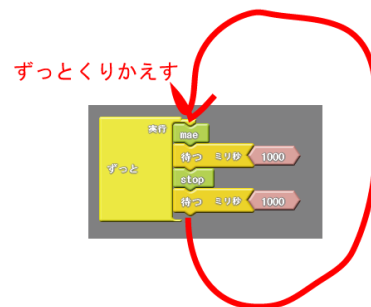 ずっとくりかえす
実行
mae
待つ ミリ秒 1000
ずっと
stop
待つ ミリ秒 1000